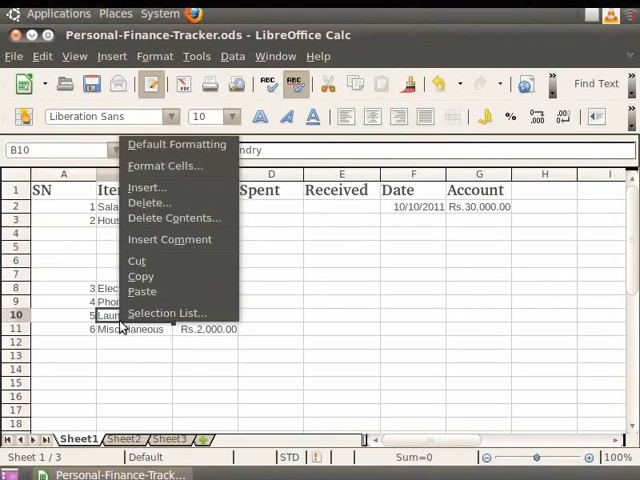 Applications Places System
Personal-Finance-Tracker.ods - LibreOffice Calc
File Edit View Insert Format Tools Data Window Help
Find Text
Liberation Sans 10
B10 ndry
A D E F G H I
1 SN Spent Received Date Account
2 1 10/10/2011 Rs.30,000.00
3 2
4
5
6
7
8 3
9 4
10 5
11 6 Miscellaneous Rs.2,000.00
12
13
14
15
16
17
18
Default Formatting
Format Cells...
Insert...
Delete...
Delete Contents...
Insert Comment
Cut
Copy
Paste
Selection List...
Sheet1 Sheet2 Sheet3
Sheet 1 / 3 Default STD Sum=0 100%
Personal-Finance-Track...